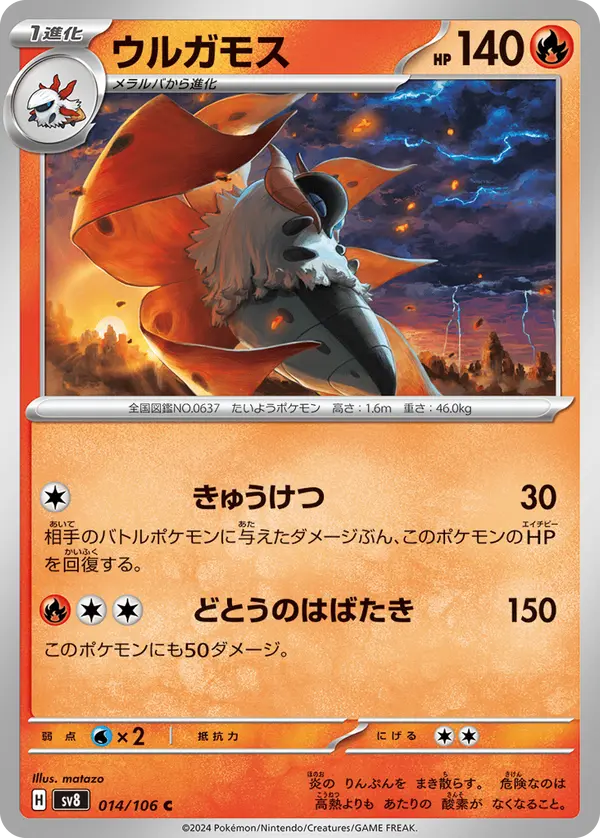 1進化
ウルガモス
HP 140
メラルバから進化
全国図鑑NO.0637 たいようポケモン 高さ:1.6m 重さ:46.0kg
きゅうけつ 30
相手のバトルポケモンに与えたダメージぶん、このポケモンのHP
を回復する。
どとうのはばたき 150
このポケモンにも50ダメージ。
弱点 ×2 抵抗力 にげる
Illus. matazo
H sv8 014/106 C
炎の りんぷんを まき散らす。 危険なのは
高熱よりも あたりの 酸素が なくなること。
©2024 Pokémon/Nintendo/Creatures/GAME FREAK.